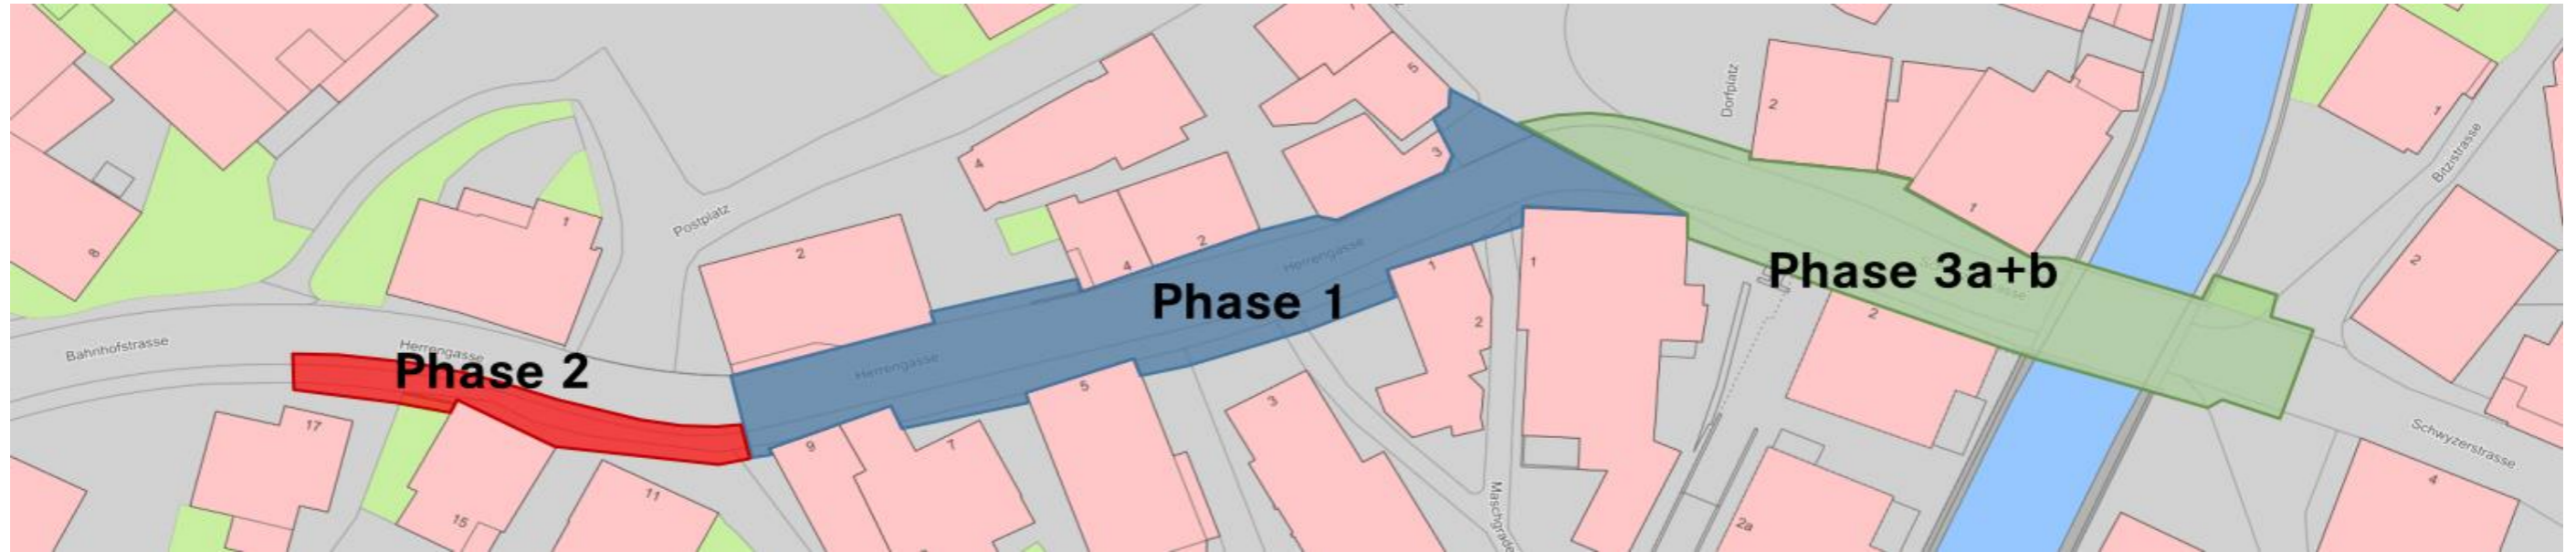 5
1
2
Dorfplatz
1
Bitzistrasse
4
3
1
Postplatz
2
4
2
Herrengasse
8
1
1
2
1
2
Phase 3a+b
Phase 1
2
2
Bahnhofstrasse
Herrengasse
Phase 2
Herrengasse
5
3
17
9
7
Schwyzerstrasse
4
11
15
2a